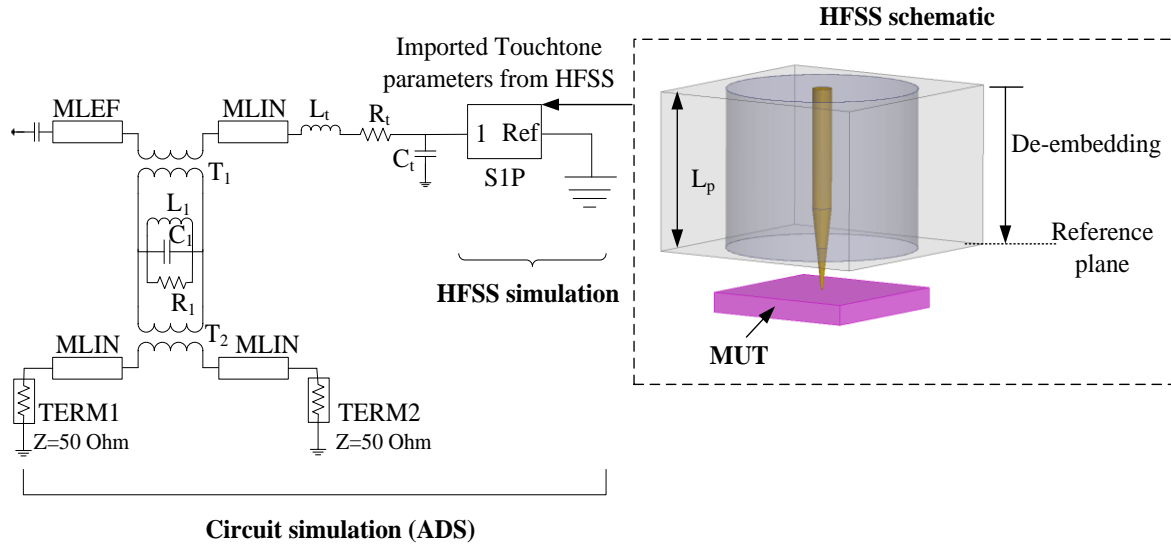 HFSS schematic
Imported Touchtone
parameters from HFSS
MLEF
MLIN
Lt
Rt
Ct
1 Ref
S1P
T1
L1
C1
R1
T2
HFSS simulation
MLIN
MLIN
TERM1
Z=50 Ohm
TERM2
Z=50 Ohm
Circuit simulation (ADS)
Lp
De-embedding
Reference
plane
MUT